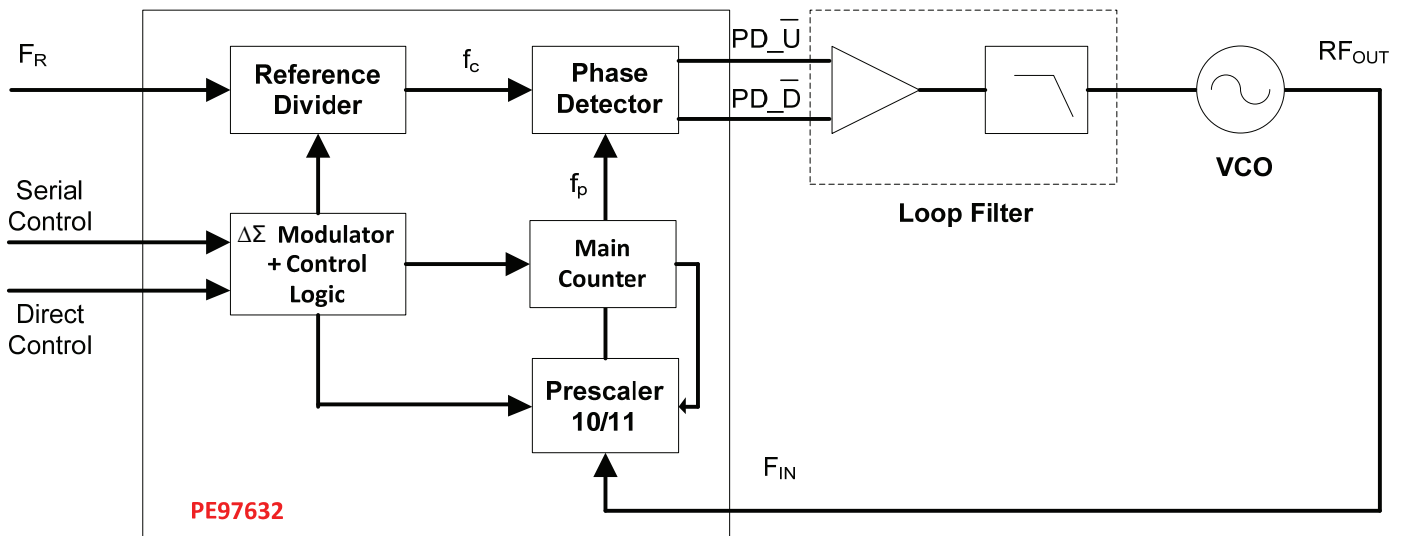 F_R
Reference
Divider
f_c
Phase
Detector
PD_U̅
PD_D̅
RF_OUT
VCO
Loop Filter
Serial
Control
Direct
Control
ΔΣ Modulator
+ Control
Logic
f_p
Main
Counter
Prescaler
10/11
F_IN
PE97632